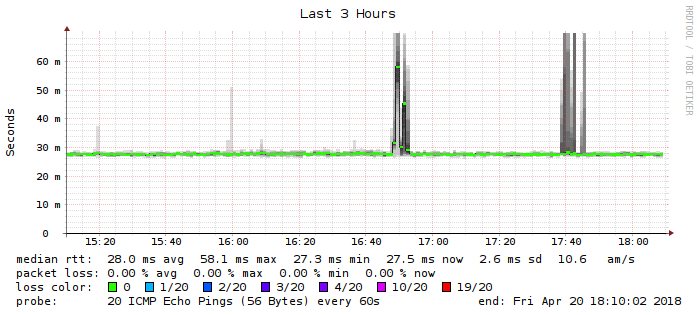 Last 3 Hours
RRDTOOL / TOBI OETIKER
Seconds
60 m
50 m
40 m
30 m
20 m
10 m
0
15:20 15:40 16:00 16:20 16:40 17:00 17:20 17:40 18:00
median rtt: 28.0 ms avg 58.1 ms max 27.3 ms min 27.5 ms now 2.6 ms sd 10.6 am/s
packet loss: 0.00 % avg 0.00 % max 0.00 % min 0.00 % now
loss color: 0 1/20 2/20 3/20 4/20 10/20 19/20
probe: 20 ICMP Echo Pings (56 Bytes) every 60s end: Fri Apr 20 18:10:02 2018